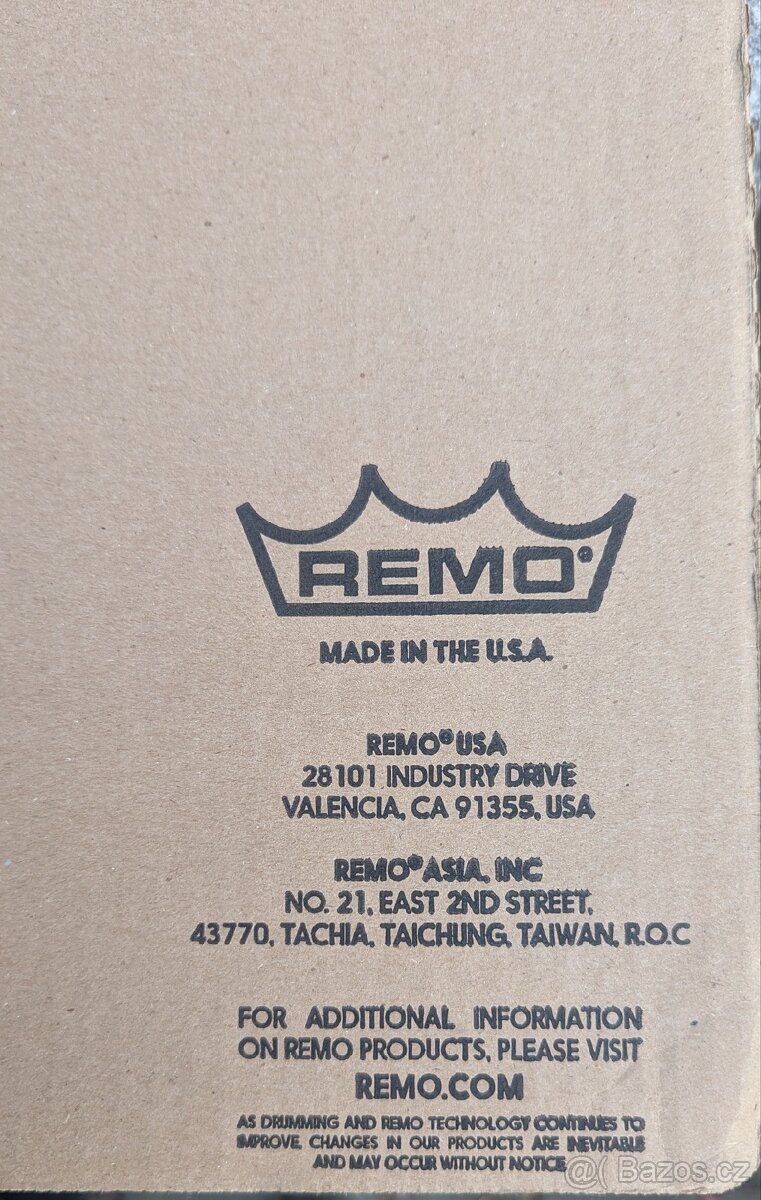 REMO®
MADE IN THE U.S.A.
REMO® USA
28101 INDUSTRY DRIVE
VALENCIA, CA 91355, USA
REMO® ASIA, INC
NO. 21, EAST 2ND STREET,
43770, TACHIA, TAICHUNG, TAIWAN, R.O.C
FOR ADDITIONAL INFORMATION
ON REMO PRODUCTS, PLEASE VISIT
REMO.COM
AS DRUMMING AND REMO TECHNOLOGY CONTINUES TO
IMPROVE, CHANGES IN OUR PRODUCTS ARE INEVITABLE
AND MAY OCCUR WITHOUT NOTICE
@( Bazos.cz